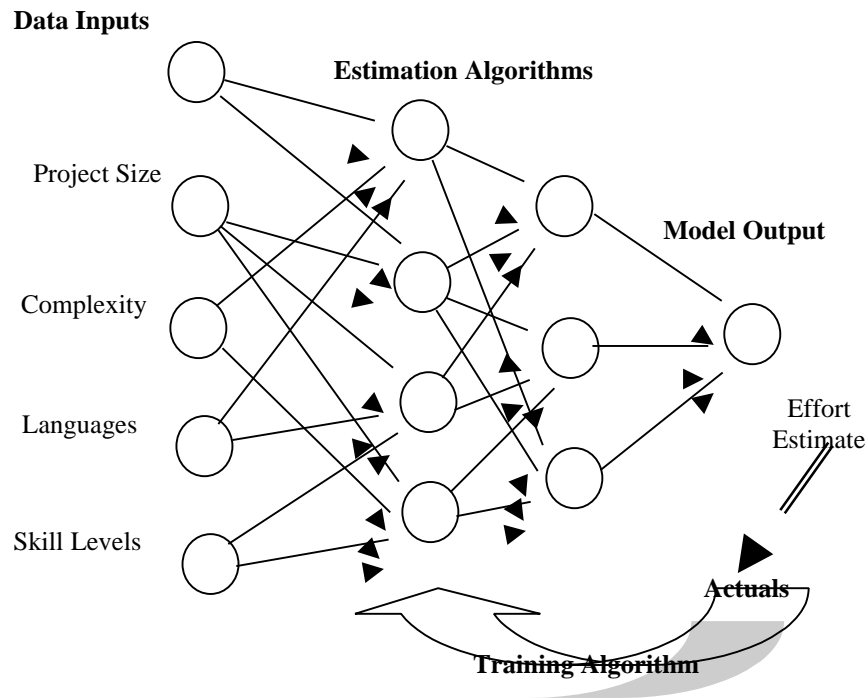 Data Inputs
Estimation Algorithms
Project Size
Model Output
Complexity
Languages
Effort
Estimate
Skill Levels
Actuals
Training Algorithm